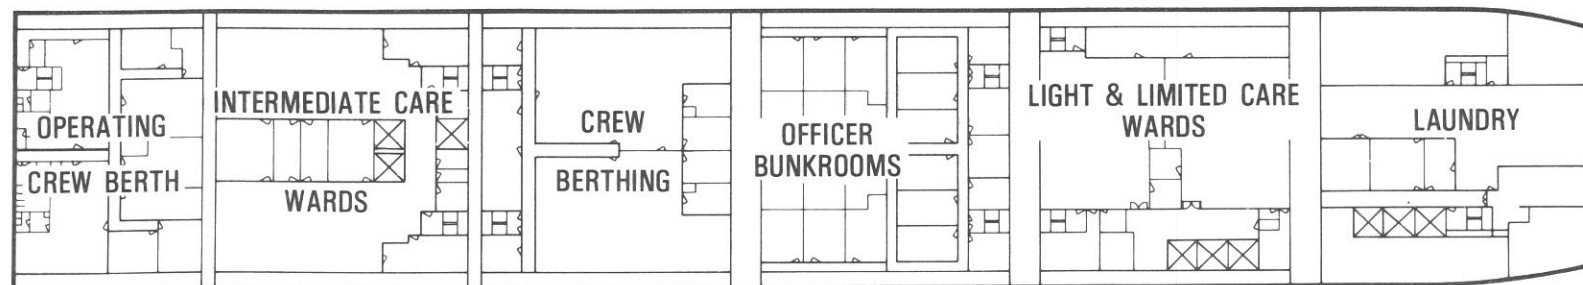 OPERATING
CREW BERTH
INTERMEDIATE CARE
WARDS
CREW
BERTHING
OFFICER
BUNKROOMS
LIGHT & LIMITED CARE
WARDS
LAUNDRY